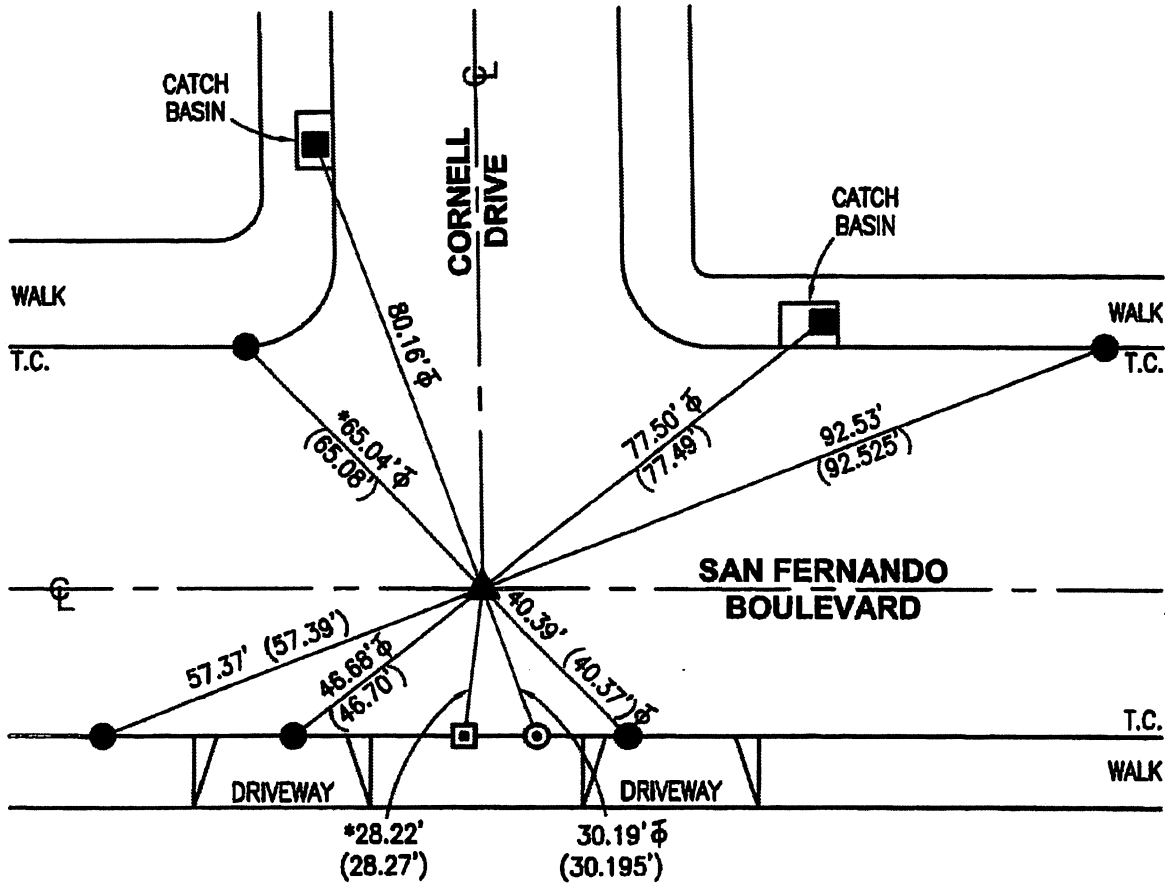 CATCH
BASIN
℄
CORNELL
DRIVE
CATCH
BASIN
WALK
WALK
T.C.
T.C.
80.16'
*65.04'
(65.08')
77.50'
(77.49')
92.53'
(92.525')
℄
SAN FERNANDO
BOULEVARD
57.37' (57.39')
46.68'
(46.70')
40.39' (40.37')
T.C.
WALK
DRIVEWAY
DRIVEWAY
*28.22'
(28.27')
30.19'
(30.195')